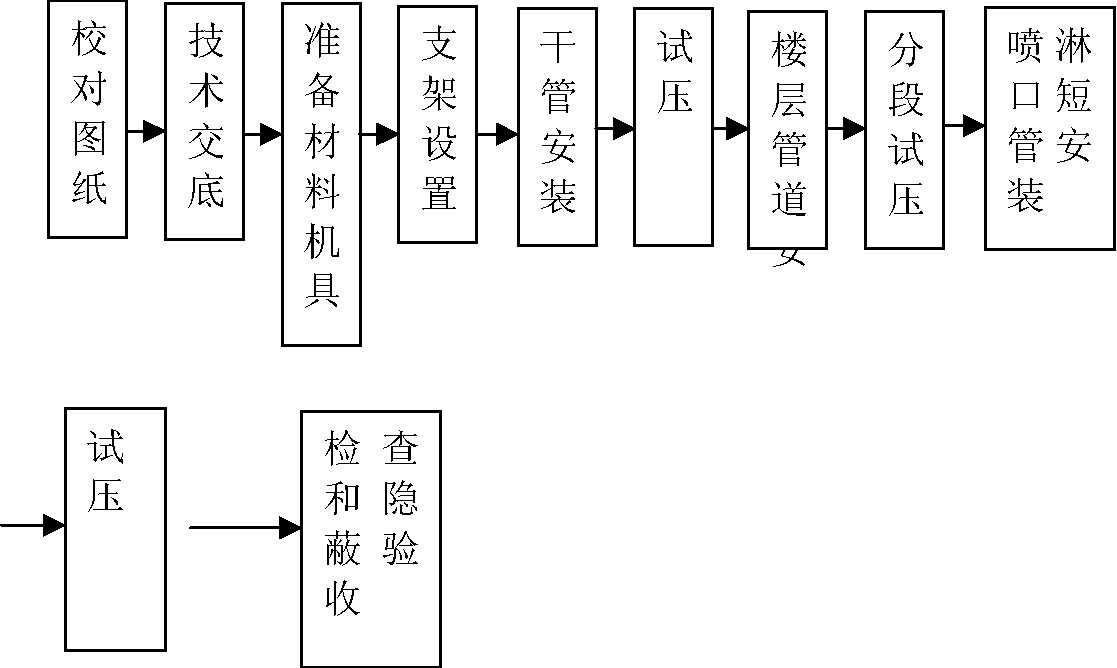 校对图纸
技术交底
准备材料机具
支架设置
干管安装
试压
楼层管道安
分段试压
喷淋口短管安装
试压
检查和隐蔽验收